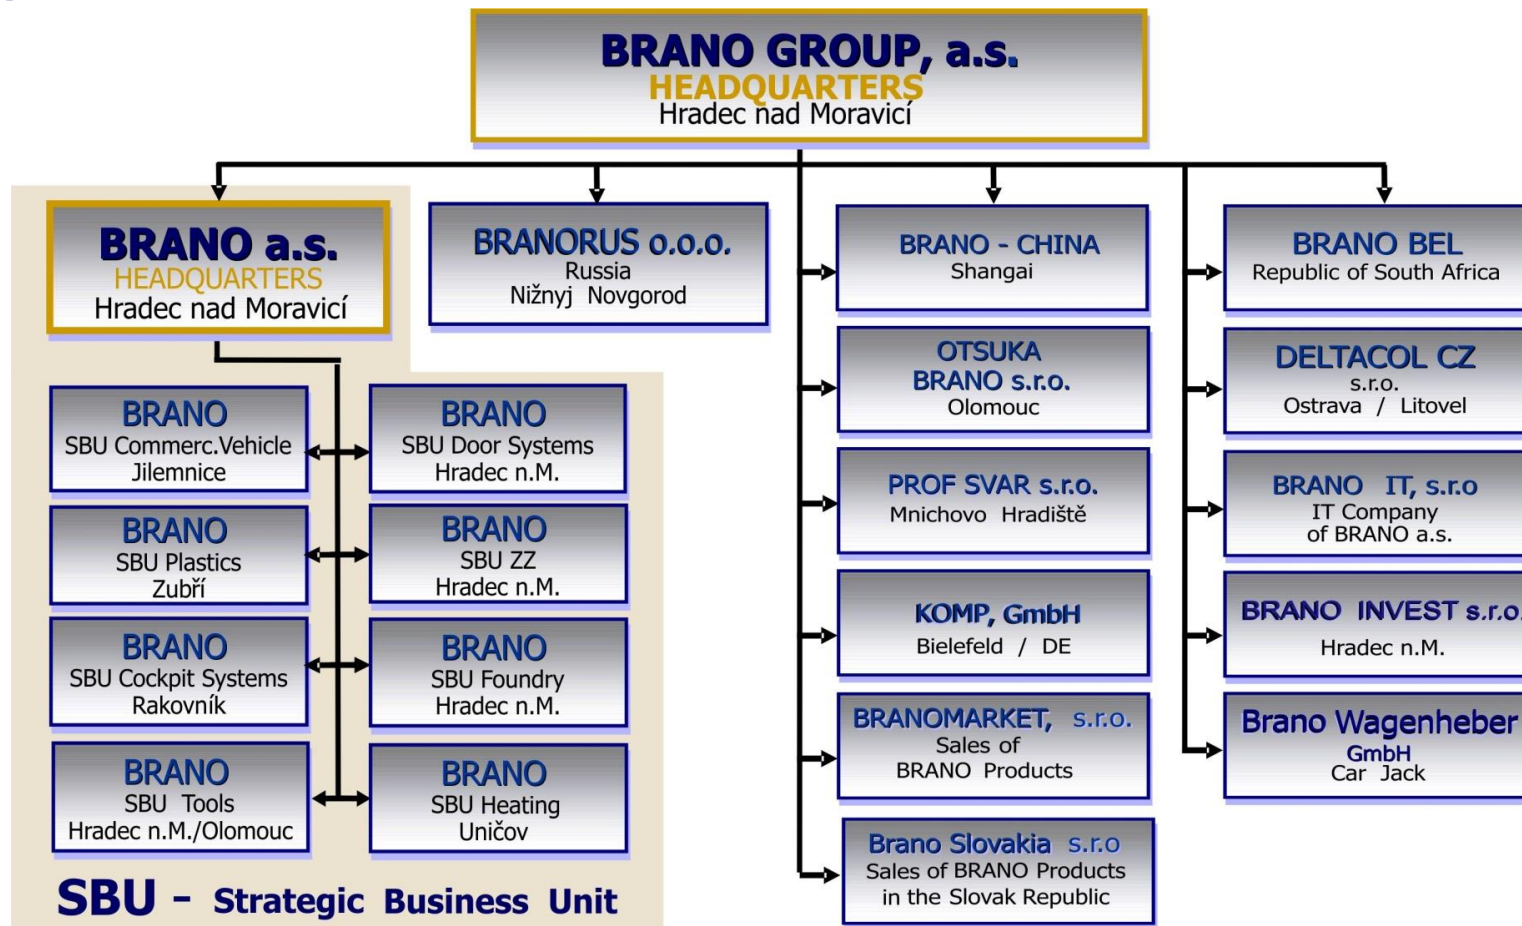 BRANO GROUP, a.s.
HEADQUARTERS
Hradec nad Moravicí
BRANO a.s.
HEADQUARTERS
Hradec nad Moravicí
BRANO
SBU Commerc.Vehicle
Jilemnice
BRANO
SBU Door Systems
Hradec n.M.
BRANO
SBU Plastics
Zubří
BRANO
SBU ZZ
Hradec n.M.
BRANO
SBU Cockpit Systems
Rakovník
BRANO
SBU Foundry
Hradec n.M.
BRANO
SBU Tools
Hradec n.M./Olomouc
BRANO
SBU Heating
Uničov
SBU - Strategic Business Unit
BRANORUS o.o.o.
Russia
Nižnyj Novgorod
BRANO - CHINA
Shangai
OTSUKA
BRANO s.r.o.
Olomouc
PROF SVAR s.r.o.
Mnichovo Hradiště
KOMP, GmbH
Bielefeld / DE
BRANOMARKET, s.r.o.
Sales of
BRANO Products
Brano Slovakia s.r.o
Sales of BRANO Products
in the Slovak Republic
BRANO BEL
Republic of South Africa
DELTACOL CZ
s.r.o.
Ostrava / Litovel
BRANO IT, s.r.o
IT Company
of BRANO a.s.
BRANO INVEST s.r.o.
Hradec n.M.
Brano Wagenheber
GmbH
Car Jack